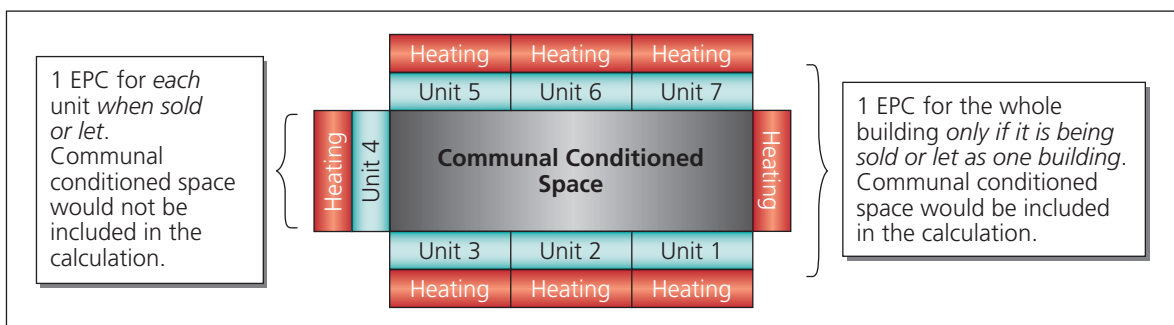 1 EPC for each
unit when sold
or let.
Communal
conditioned space
would not be
included in the
calculation.
Heating Heating Heating
Unit 5 Unit 6 Unit 7
Heating
Unit 4
Communal Conditioned
Space
Heating
Unit 3 Unit 2 Unit 1
Heating Heating Heating
1 EPC for the whole
building only if it is being
sold or let as one building.
Communal conditioned
space would be included
in the calculation.